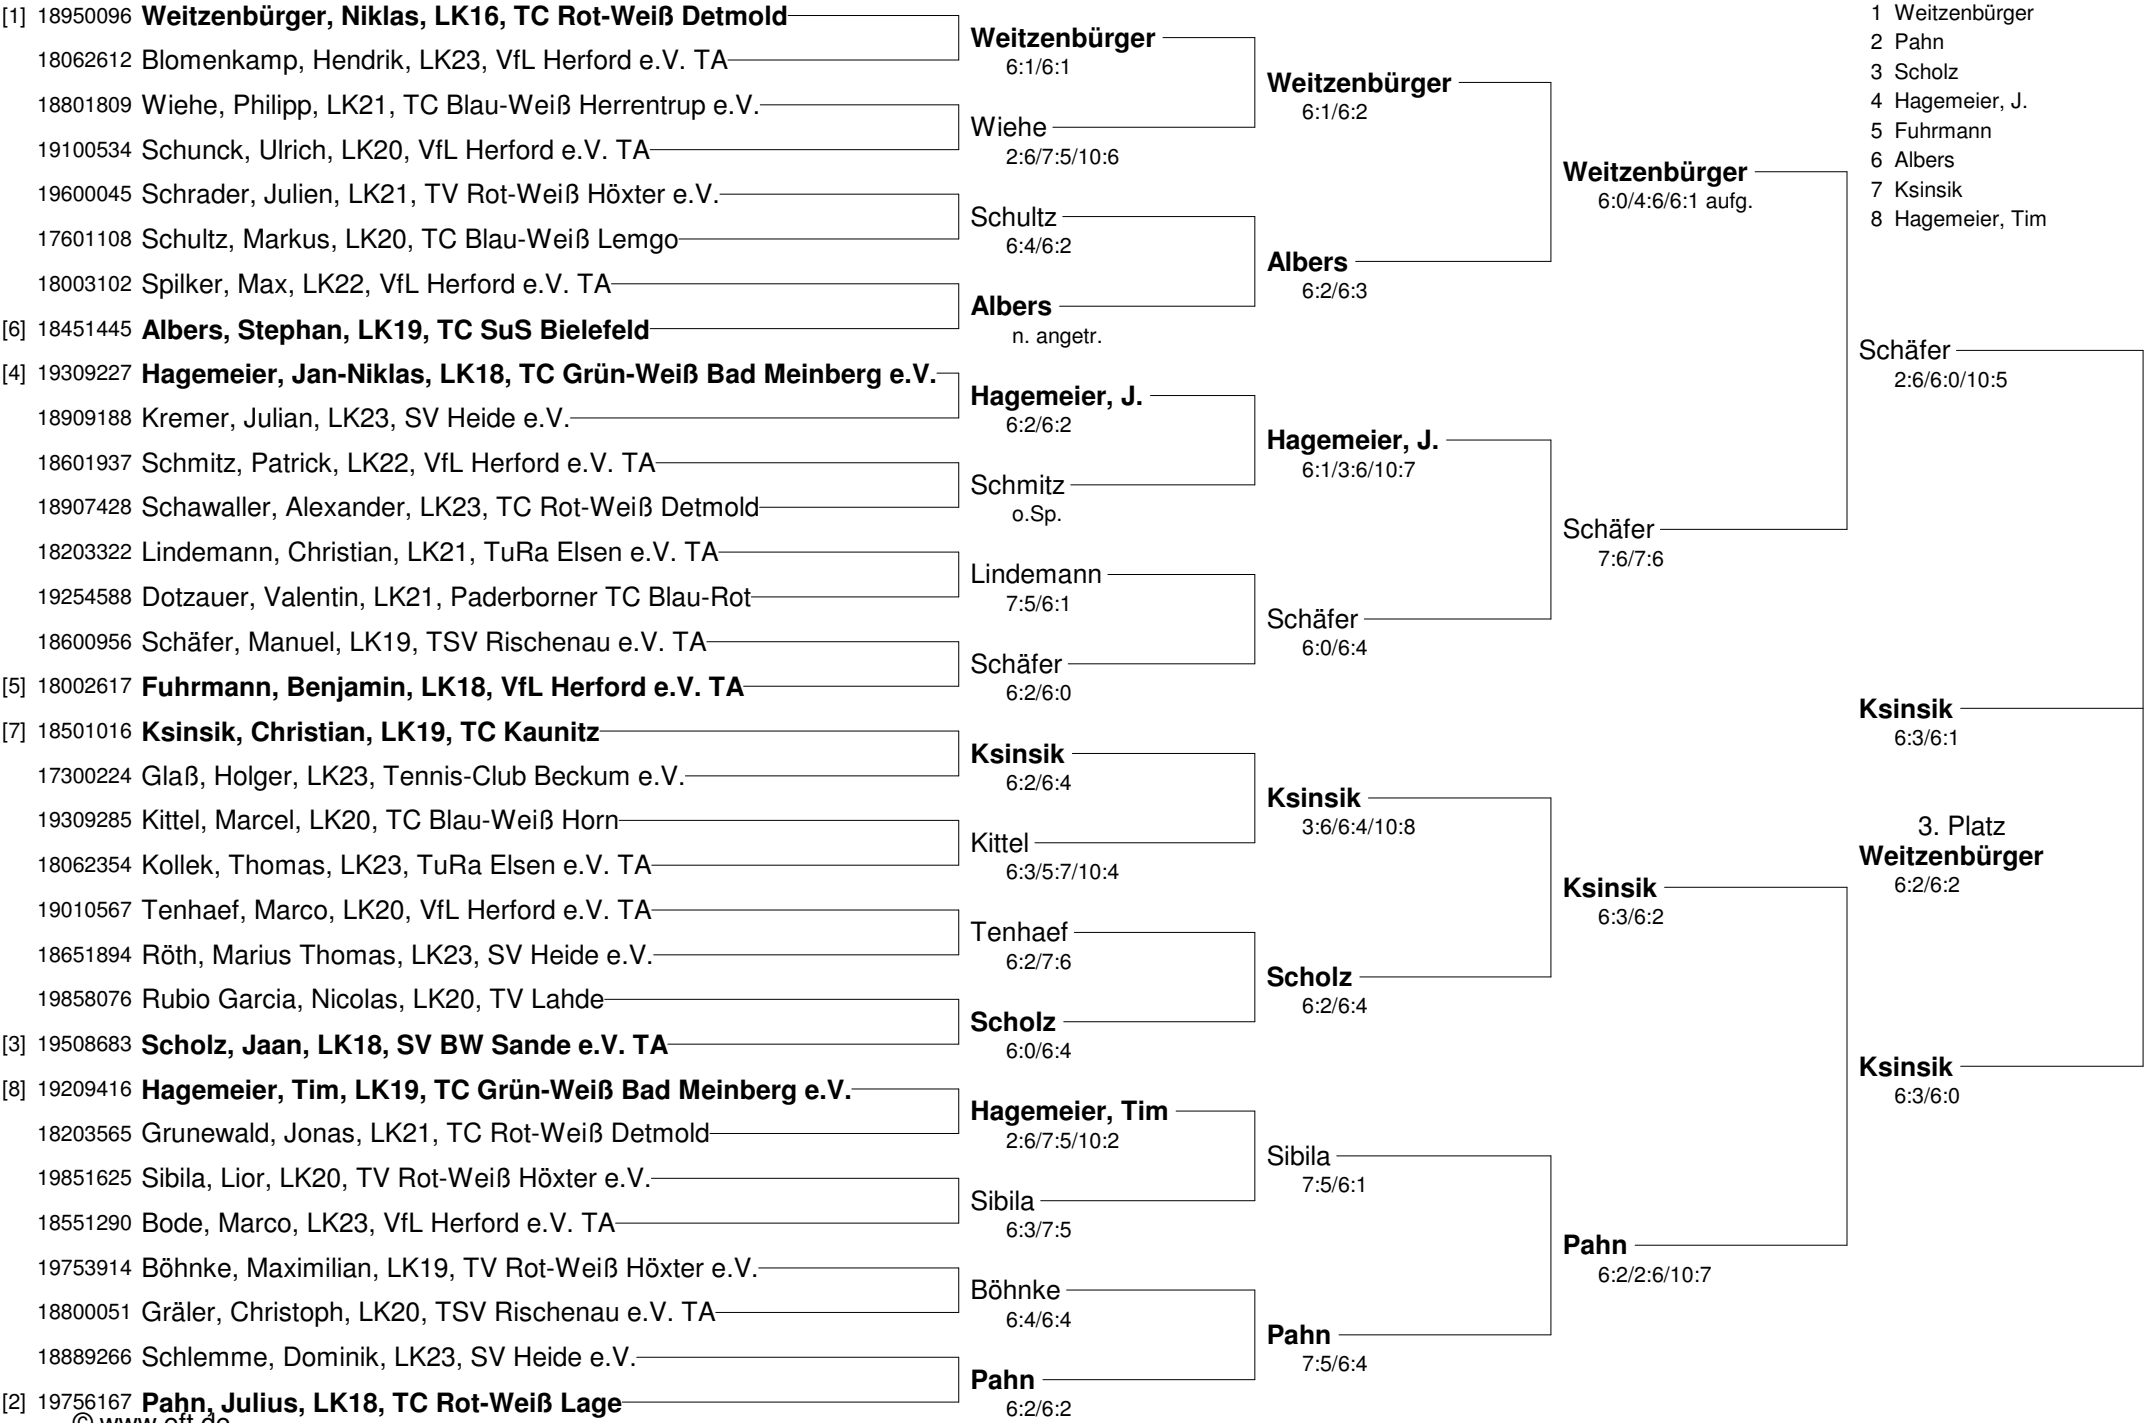 [1] 18950096 Weitzenbürger, Niklas, LK16, TC Rot-Weiß Detmold
18062612 Blomenkamp, Hendrik, LK23, VfL Herford e.V. TA
18801809 Wiehe, Philipp, LK21, TC Blau-Weiß Herrentrup e.V.
19100534 Schunck, Ulrich, LK20, VfL Herford e.V. TA
19600045 Schrader, Julien, LK21, TV Rot-Weiß Höxter e.V.
17601108 Schultz, Markus, LK20, TC Blau-Weiß Lemgo
18003102 Spilker, Max, LK22, VfL Herford e.V. TA
[6] 18451445 Albers, Stephan, LK19, TC SuS Bielefeld
[4] 19309227 Hagemeier, Jan-Niklas, LK18, TC Grün-Weiß Bad Meinberg e.V.
18909188 Kremer, Julian, LK23, SV Heide e.V.
18601937 Schmitz, Patrick, LK22, VfL Herford e.V. TA
18907428 Schawaller, Alexander, LK23, TC Rot-Weiß Detmold
18203322 Lindemann, Christian, LK21, TuRa Elsen e.V. TA
19254588 Dotzauer, Valentin, LK21, Paderborner TC Blau-Rot
18600956 Schäfer, Manuel, LK19, TSV Rischenau e.V. TA
[5] 18002617 Fuhrmann, Benjamin, LK18, VfL Herford e.V. TA
[7] 18501016 Ksinsik, Christian, LK19, TC Kaunitz
17300224 Glaß, Holger, LK23, Tennis-Club Beckum e.V.
19309285 Kittel, Marcel, LK20, TC Blau-Weiß Horn
18062354 Kollek, Thomas, LK23, TuRa Elsen e.V. TA
19010567 Tenhaef, Marco, LK20, VfL Herford e.V. TA
18651894 Röth, Marius Thomas, LK23, SV Heide e.V.
19858076 Rubio Garcia, Nicolas, LK20, TV Lahde
[3] 19508683 Scholz, Jaan, LK18, SV BW Sande e.V. TA
[8] 19209416 Hagemeier, Tim, LK19, TC Grün-Weiß Bad Meinberg e.V.
18203565 Grunewald, Jonas, LK21, TC Rot-Weiß Detmold
19851625 Sibila, Lior, LK20, TV Rot-Weiß Höxter e.V.
18551290 Bode, Marco, LK23, VfL Herford e.V. TA
19753914 Böhnke, Maximilian, LK19, TV Rot-Weiß Höxter e.V.
18800051 Gräler, Christoph, LK20, TSV Rischenau e.V. TA
18889266 Schlemme, Dominik, LK23, SV Heide e.V.
[2] 19756167 Pahn, Julius, LK18, TC Rot-Weiß Lage
© www.eft.de
Weitzenbürger
6:1/6:1
Wiehe
2:6/7:5/10:6
Schultz
6:4/6:2
Albers
n. angetr.
Hagemeier, J.
6:2/6:2
Schmitz
o.Sp.
Lindemann
7:5/6:1
Schäfer
6:2/6:0
Ksinsik
6:2/6:4
Kittel
6:3/5:7/10:4
Tenhaef
6:2/7:6
Scholz
6:0/6:4
Hagemeier, Tim
2:6/7:5/10:2
Sibila
6:3/7:5
Böhnke
6:4/6:4
Pahn
6:2/6:2
Weitzenbürger
6:1/6:2
Albers
6:2/6:3
Hagemeier, J.
6:1/3:6/10:7
Schäfer
6:0/6:4
Ksinsik
3:6/6:4/10:8
Scholz
6:2/6:4
Sibila
7:5/6:1
Pahn
7:5/6:4
Weitzenbürger
6:0/4:6/6:1 aufg.
Schäfer
7:6/7:6
Ksinsik
6:3/6:2
Pahn
6:2/2:6/10:7
1 Weitzenbürger
2 Pahn
3 Scholz
4 Hagemeier, J.
5 Fuhrmann
6 Albers
7 Ksinsik
8 Hagemeier, Tim
Schäfer
2:6/6:0/10:5
Ksinsik
6:3/6:1
3. Platz
Weitzenbürger
6:2/6:2
Ksinsik
6:3/6:0